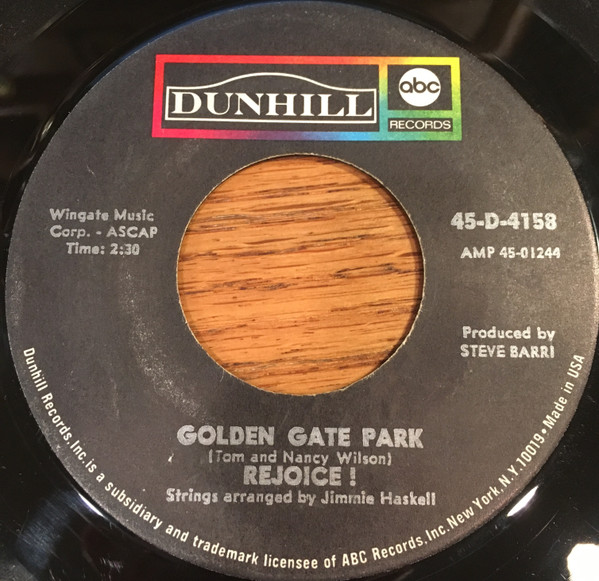 DUNHILL
abc
RECORDS
Wingate Music
Corp. - ASCAP
Time: 2:30
45-D-4158
AMP 45-01244
Produced by
STEVE BARRI
GOLDEN GATE PARK
(Tom and Nancy Wilson)
REJOICE !
Strings arranged by Jimmie Haskell
Dunhill Records, Inc. is a subsidiary and trademark licensee of ABC Records, Inc. New York, N.Y. 10019 • Made in USA